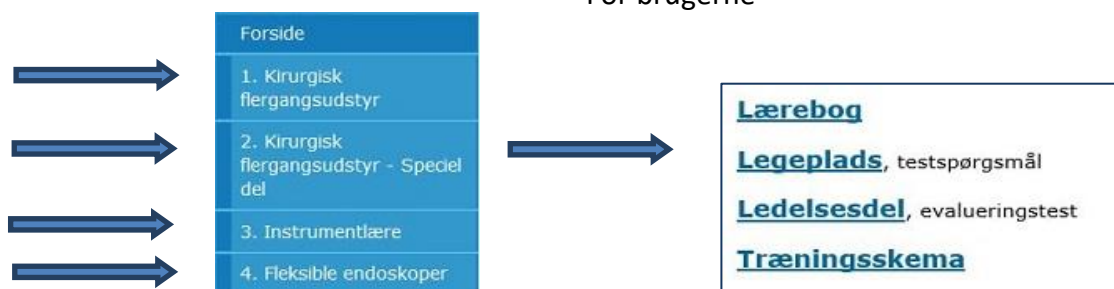 For brugerne
Forside
1. Kirurgisk
flergangsudstyr
2. Kirurgisk
flergangsudstyr - Speciel
del
3. Instrumentlære
4. Fleksible endoskoper
Lærebog
Legeplads, testspørgsmål
Ledelsesdel, evalueringstest
Træningsskema